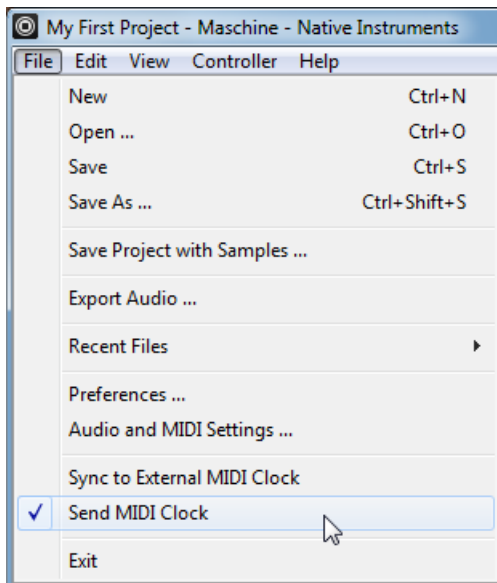 My First Project - Maschine - Native Instruments
File Edit View Controller Help
New Ctrl+N
Open ... Ctrl+O
Save Ctrl+S
Save As ... Ctrl+Shift+S
Save Project with Samples ...
Export Audio ...
Recent Files
Preferences ...
Audio and MIDI Settings ...
Sync to External MIDI Clock
Send MIDI Clock
Exit